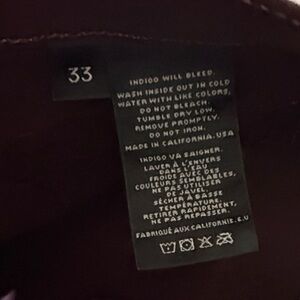 33
INDIGO WILL BLEED.
WASH INSIDE OUT IN COLD
WATER WITH LIKE COLORS,
DO NOT BLEACH.
TUMBLE DRY LOW.
REMOVE PROMPTLY.
DO NOT IRON.
MADE IN CALIFORNIA, USA
INDIGO VA SAIGNER.
LAVER À L'ENVERS
DANS L'EAU
FROIDE AVEC DES
COULEURS SEMBLABLES,
NE PAS UTILISER
DE JAVEL.
SÉCHER À BASSE
TEMPÉRATURE.
RETIRER RAPIDEMENT,
NE PAS REPASSER.
FABRIQUÉ AUX CALIFORNIE, E.U